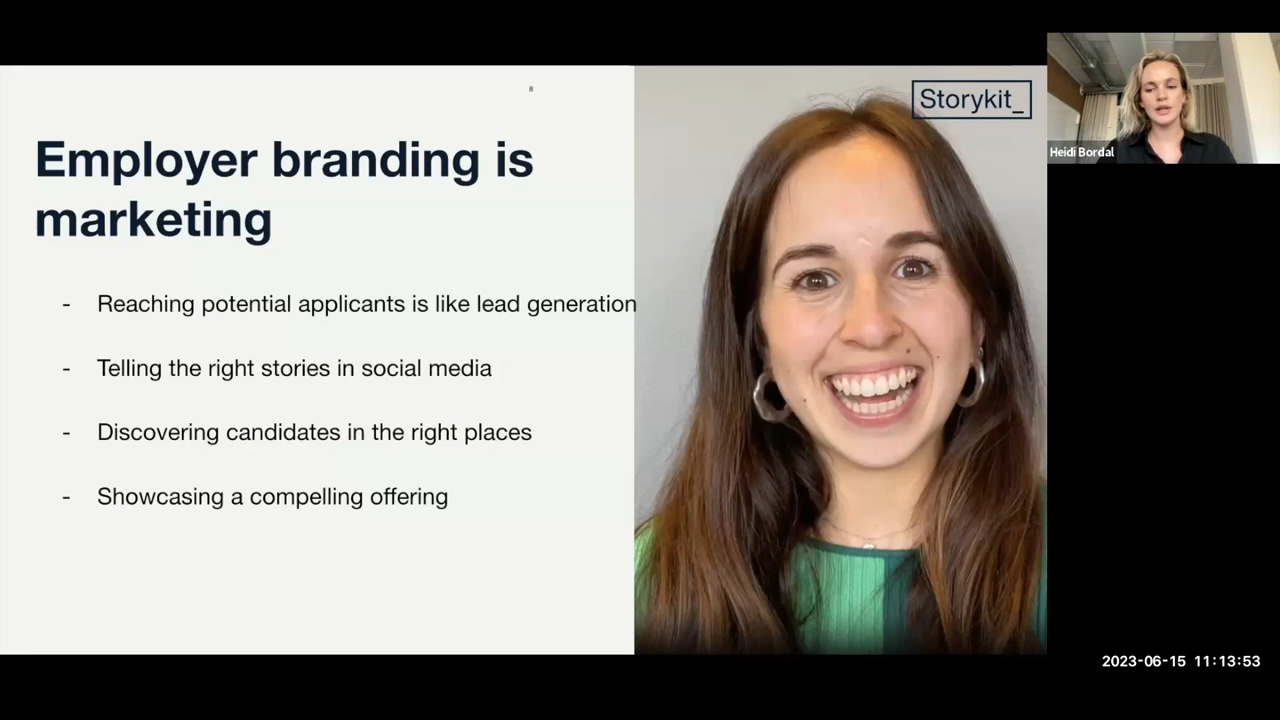 8
Storykit_
Employer branding is
marketing
- Reaching potential applicants is like lead generation
- Telling the right stories in social media
- Discovering candidates in the right places
- Showcasing a compelling offering
Heidi Bordal
2023-06-15 11:13:53